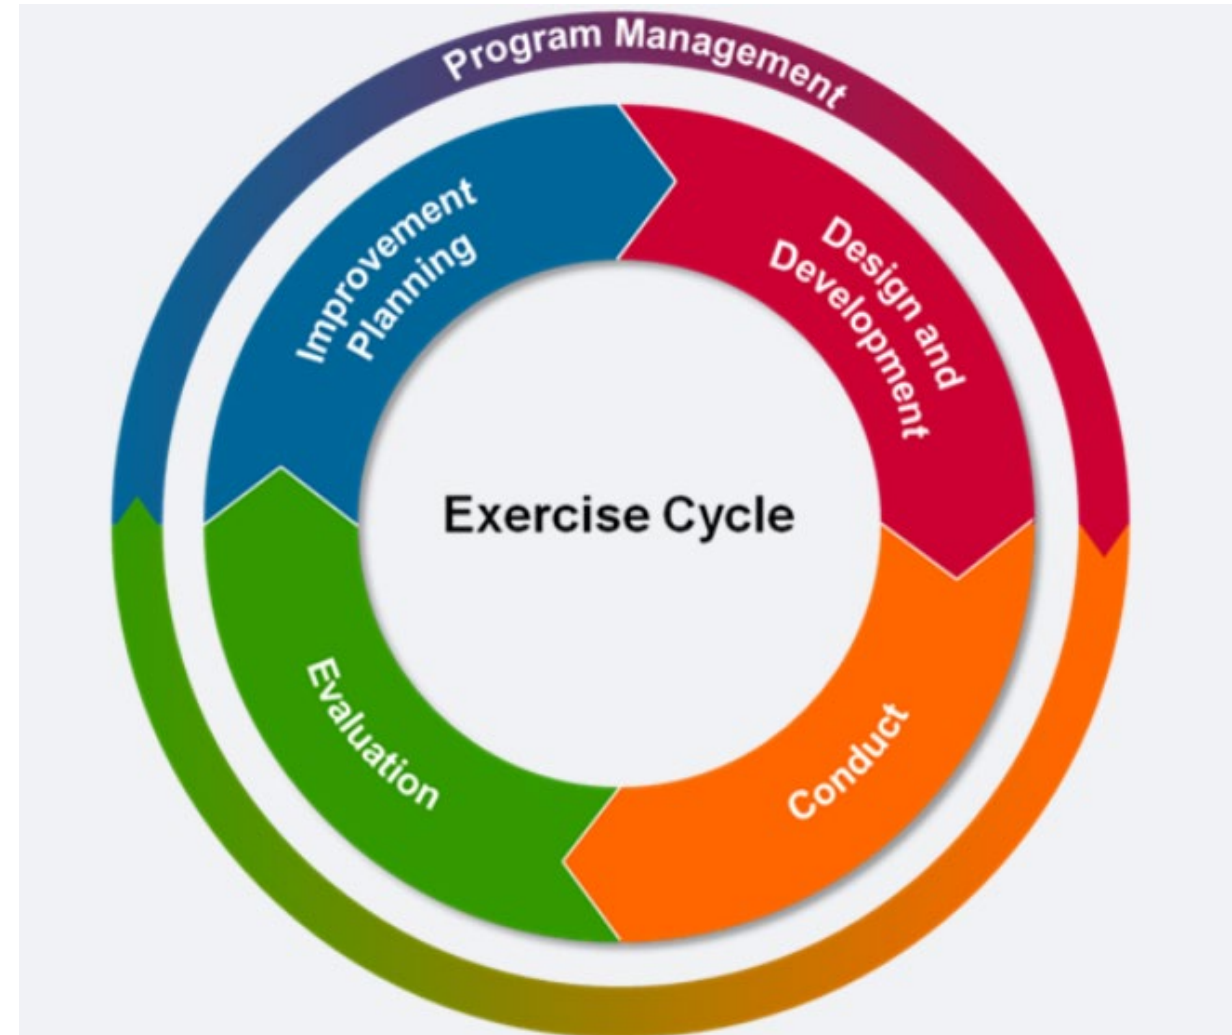 Program Management
Improvement
Planning
Design and
Development
Exercise Cycle
Evaluation
Conduct